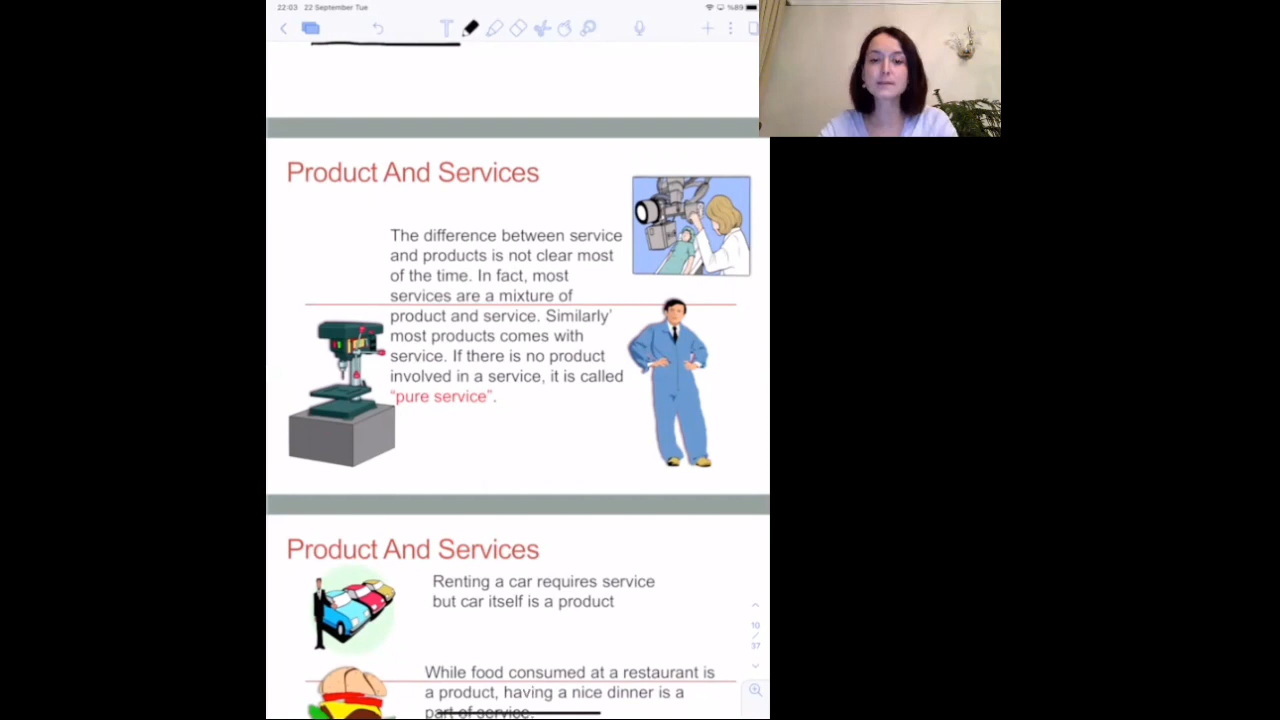 22:03 22 September Tue
%89
T
Product And Services
The difference between service
and products is not clear most
of the time. In fact, most
services are a mixture of
product and service. Similarly’
most products comes with
service. If there is no product
involved in a service, it is called
“pure service”.
Product And Services
Renting a car requires service
but car itself is a product
10
/
37
While food consumed at a restaurant is
a product, having a nice dinner is a
part of service.